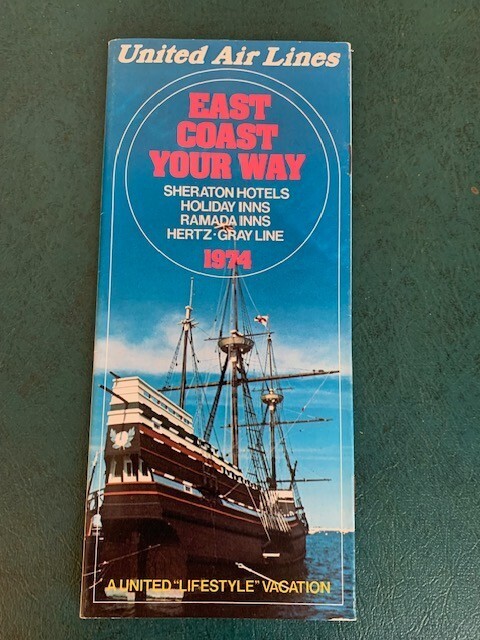 United Air Lines
EAST
COAST
YOUR WAY
SHERATON HOTELS
HOLIDAY INNS
RAMADA INNS
HERTZ·GRAY LINE
1974
A UNITED "LIFESTYLE" VACATION